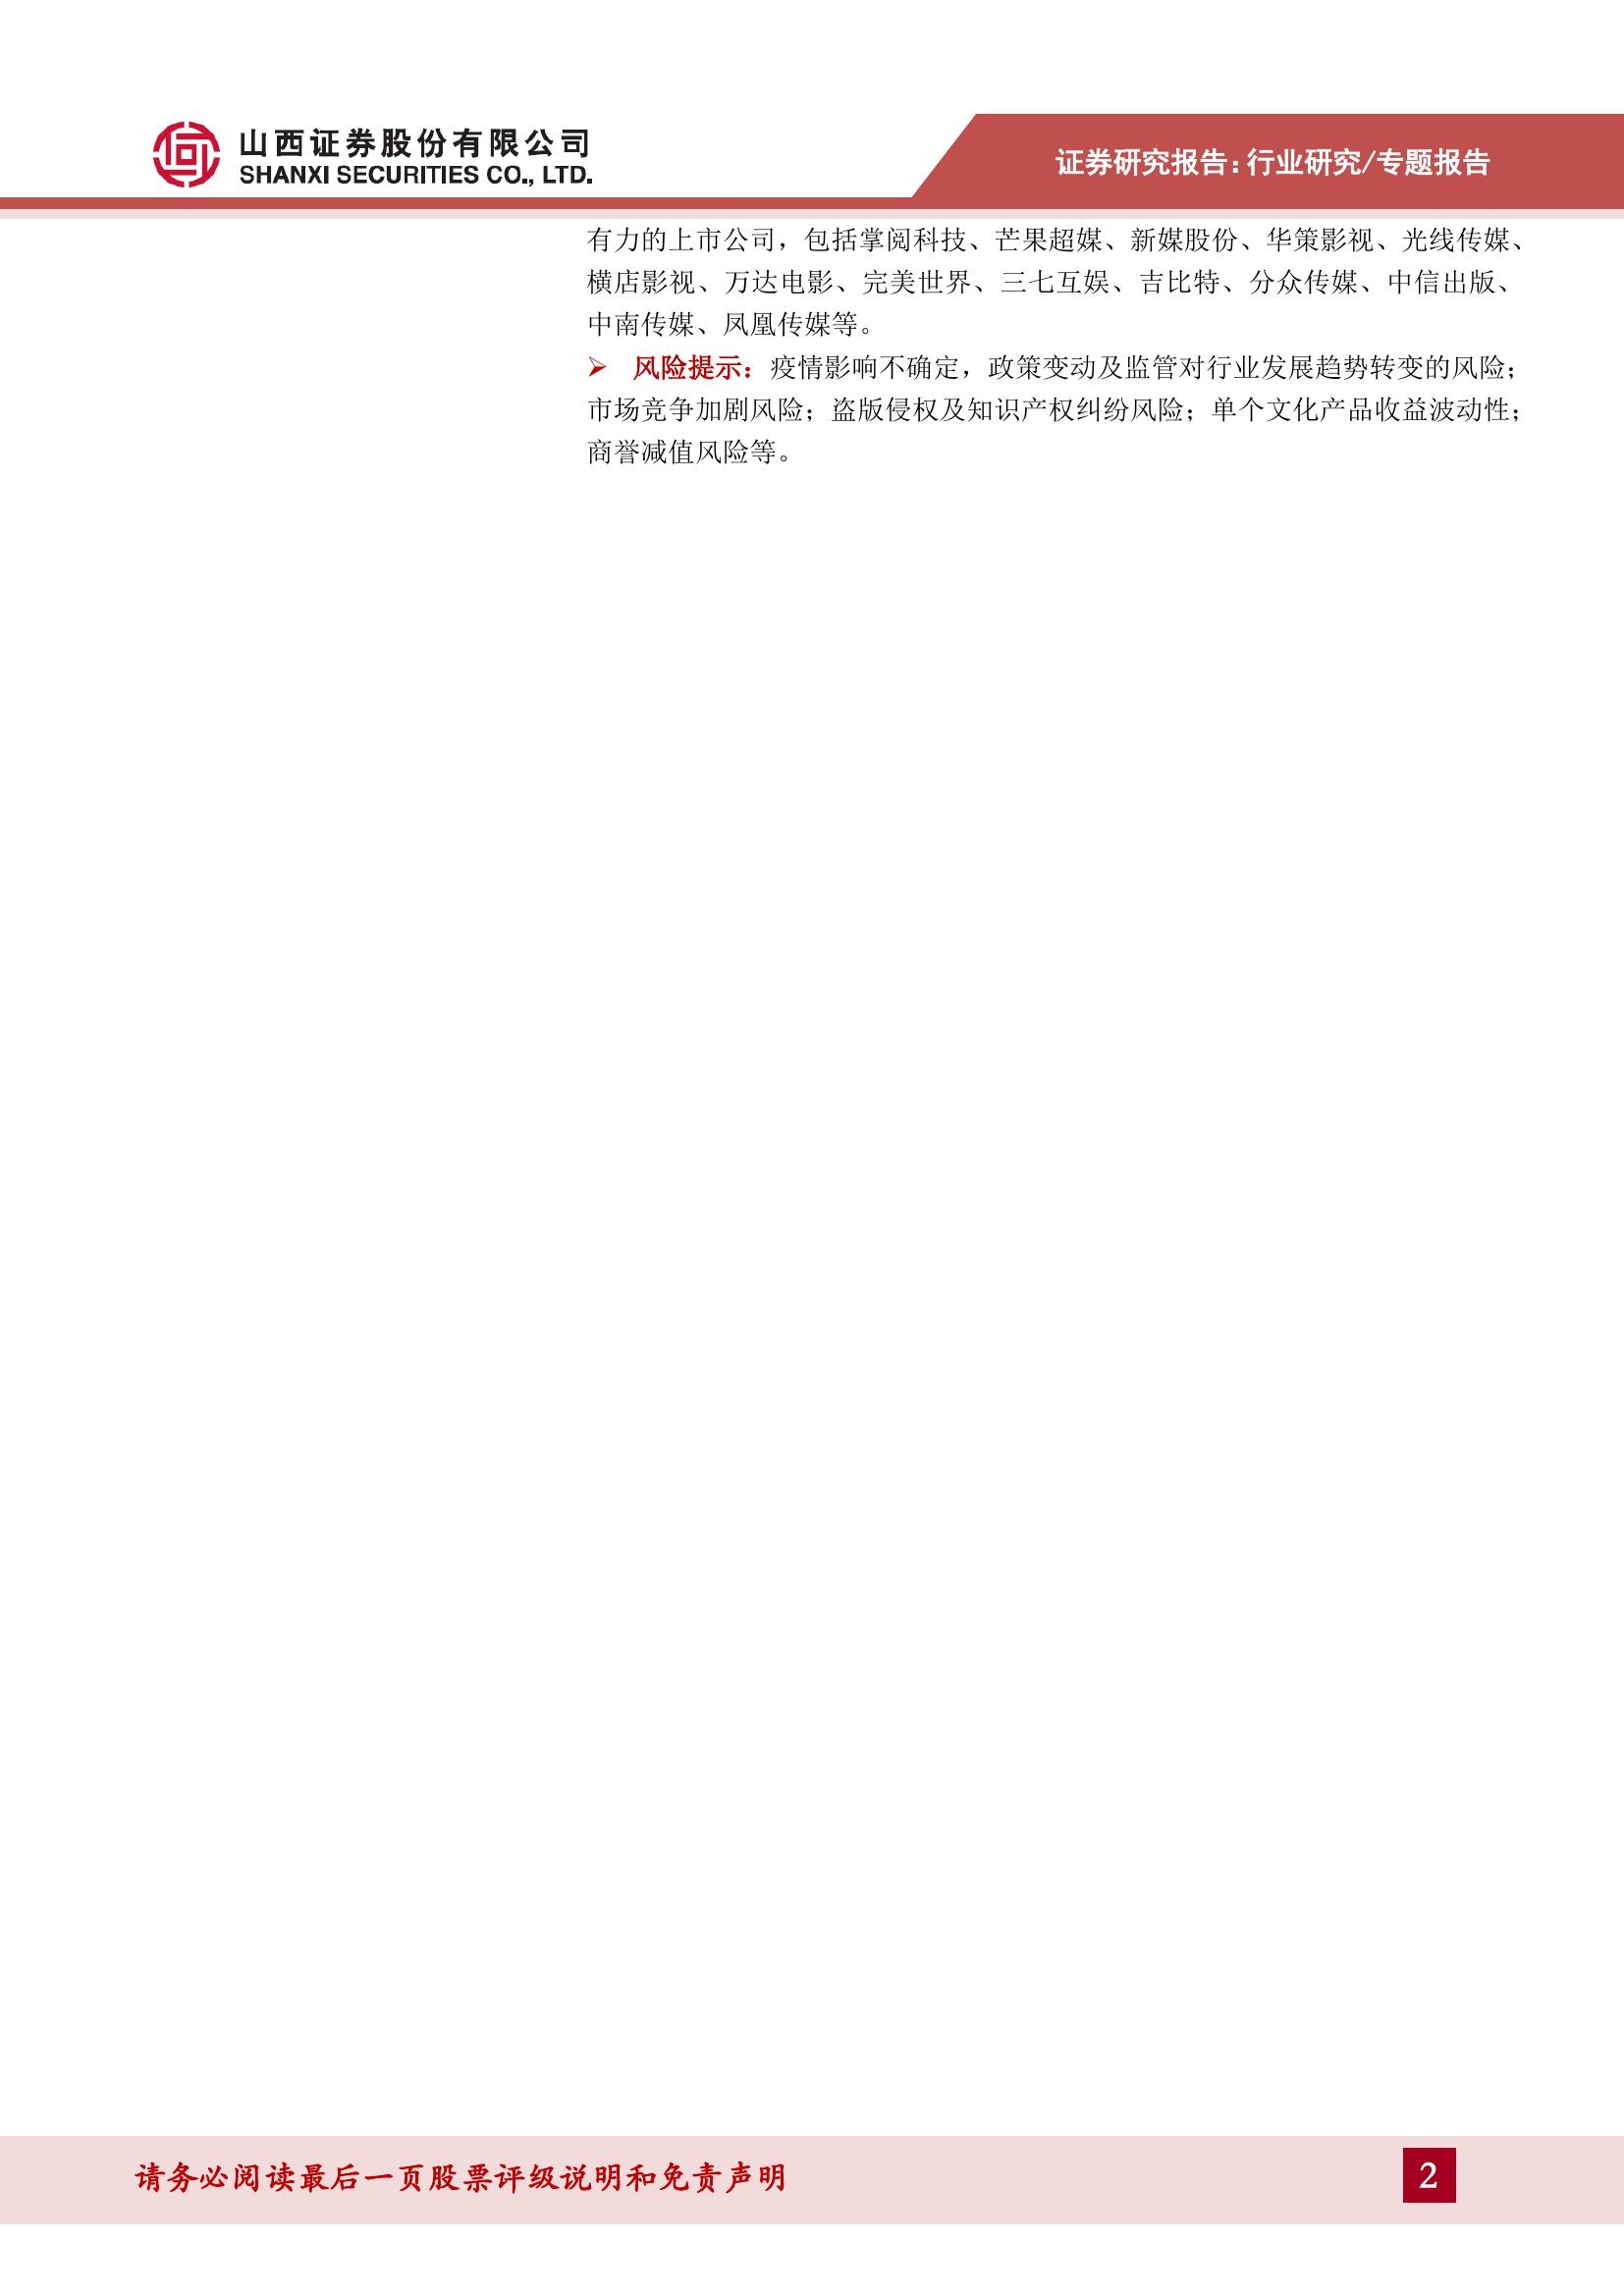 山西证券股份有限公司
SHANXI SECURITIES CO., LTD.
证券研究报告:行业研究/专题报告
有力的上市公司，包括掌阅科技、芒果超媒、新媒股份、华策影视、光线传媒、
横店影视、万达电影、完美世界、三七互娱、吉比特、分众传媒、中信出版、
中南传媒、凤凰传媒等。
➢ 风险提示：疫情影响不确定，政策变动及监管对行业发展趋势转变的风险；
市场竞争加剧风险；盗版侵权及知识产权纠纷风险；单个文化产品收益波动性；
商誉减值风险等。
请务必阅读最后一页股票评级说明和免责声明
2